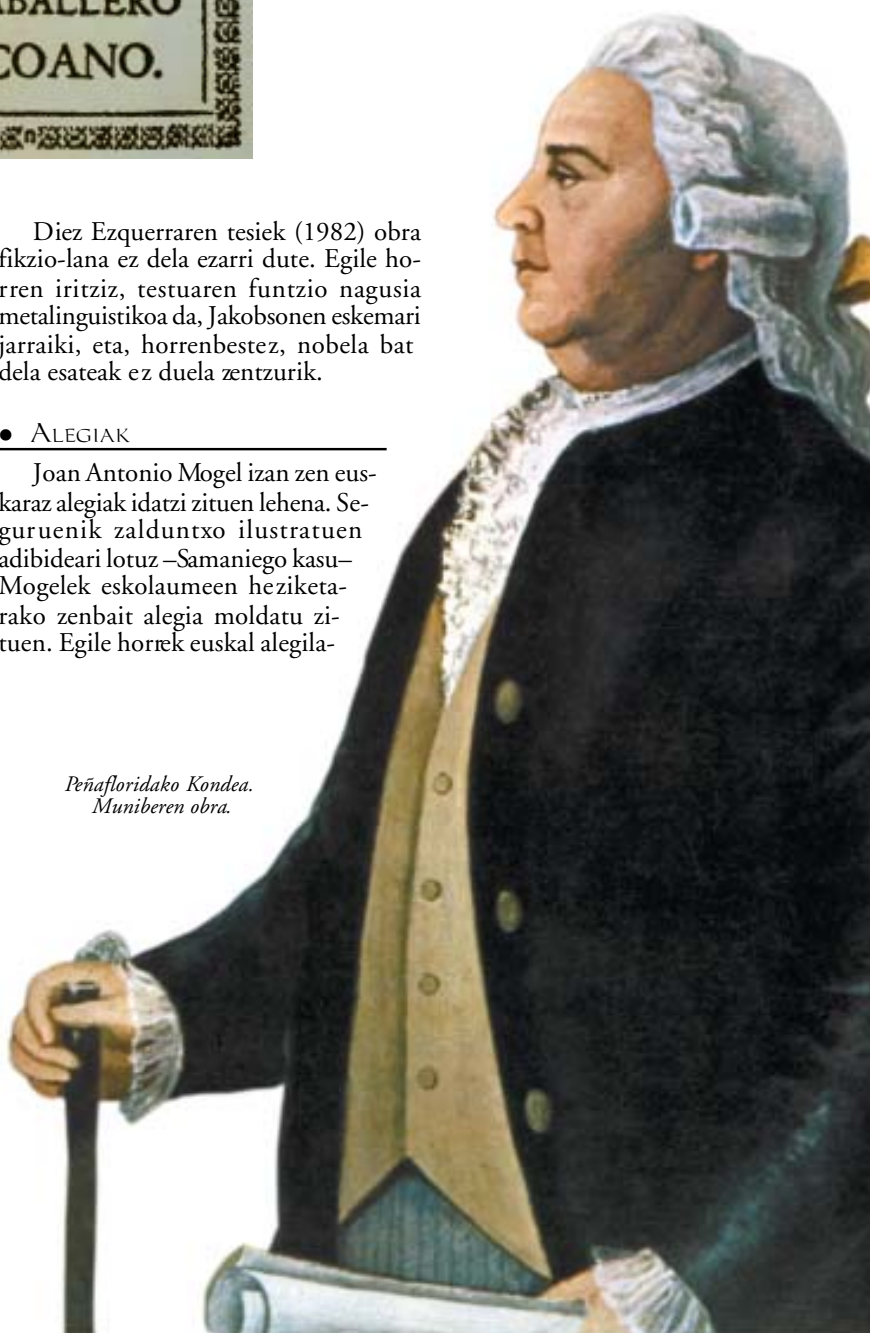 COANO.
Diez Ezquerraren tesiek (1982) obra
fikzio-lana ez dela ezarri dute. Egile ho-
rren iritziz, testuaren funtzio nagusia
metalinguistikoa da, Jakobsonen eskemari
jarraiki, eta, horrenbestez, nobela bat
dela esateak ez duela zentzurik.
• ALEGIAK
Joan Antonio Mogel izan zen eus-
karaz alegiak idatzi zituen lehena. Se-
guruenik zalduntxo ilustratuen
adibideari lotuz –Samaniego kasu–
Mogelek eskolaumeen heziketa-
rako zenbait alegia moldatu zi-
tuen. Egile horrek euskal alegila-
Peñafloridako Kondea.
Muniberen obra.